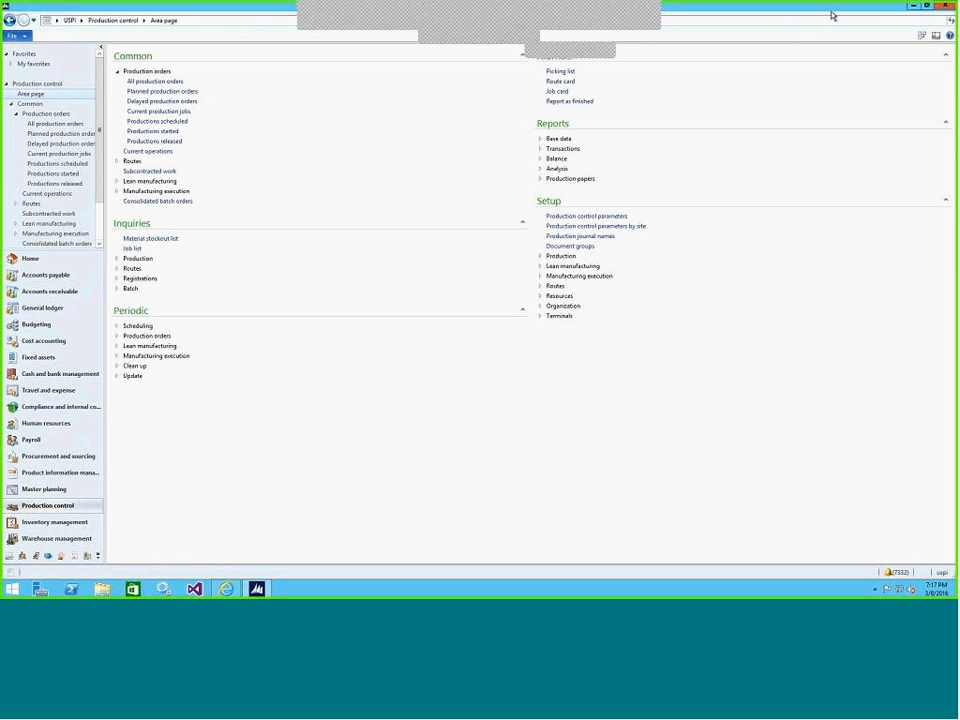 USPI Production control Area page
File
Favorites
My favorites
Production control
Area page
Common
Production orders
All production orders
Planned production order
Delayed production order
Current production jobs
Productions scheduled
Productions started
Productions released
Current operations
Routes
Subcontracted work
Lean manufacturing
Manufacturing execution
Consolidated batch orders
Home
Accounts payable
Accounts receivable
General ledger
Budgeting
Cost accounting
Fixed assets
Cash and bank management
Travel and expense
Compliance and internal co...
Human resources
Payroll
Procurement and sourcing
Product information mana...
Master planning
Production control
Inventory management
Warehouse management
Common
Production orders
All production orders
Planned production orders
Delayed production orders
Current production jobs
Productions scheduled
Productions started
Productions released
Current operations
Routes
Subcontracted work
Lean manufacturing
Manufacturing execution
Consolidated batch orders
Inquiries
Material stockout list
Job list
Production
Routes
Registrations
Batch
Periodic
Scheduling
Production orders
Lean manufacturing
Manufacturing execution
Clean up
Update
Picking list
Route card
Job card
Report as finished
Reports
Base data
Transactions
Balance
Analysis
Production papers
Setup
Production control parameters
Production control parameters by site
Production journal names
Document groups
Production
Lean manufacturing
Manufacturing execution
Routes
Resources
Organization
Terminals
(7332) uspi
7:17 PM
3/8/2016